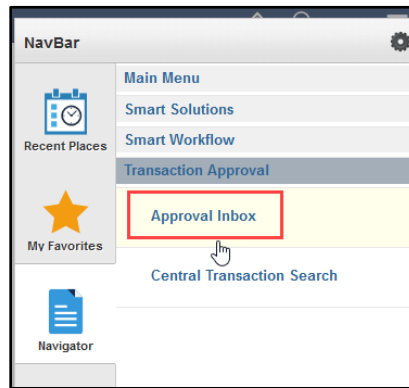 NavBar
Main Menu
Smart Solutions
Recent Places
Smart Workflow
Transaction Approval
Approval Inbox
My Favorites
Central Transaction Search
Navigator